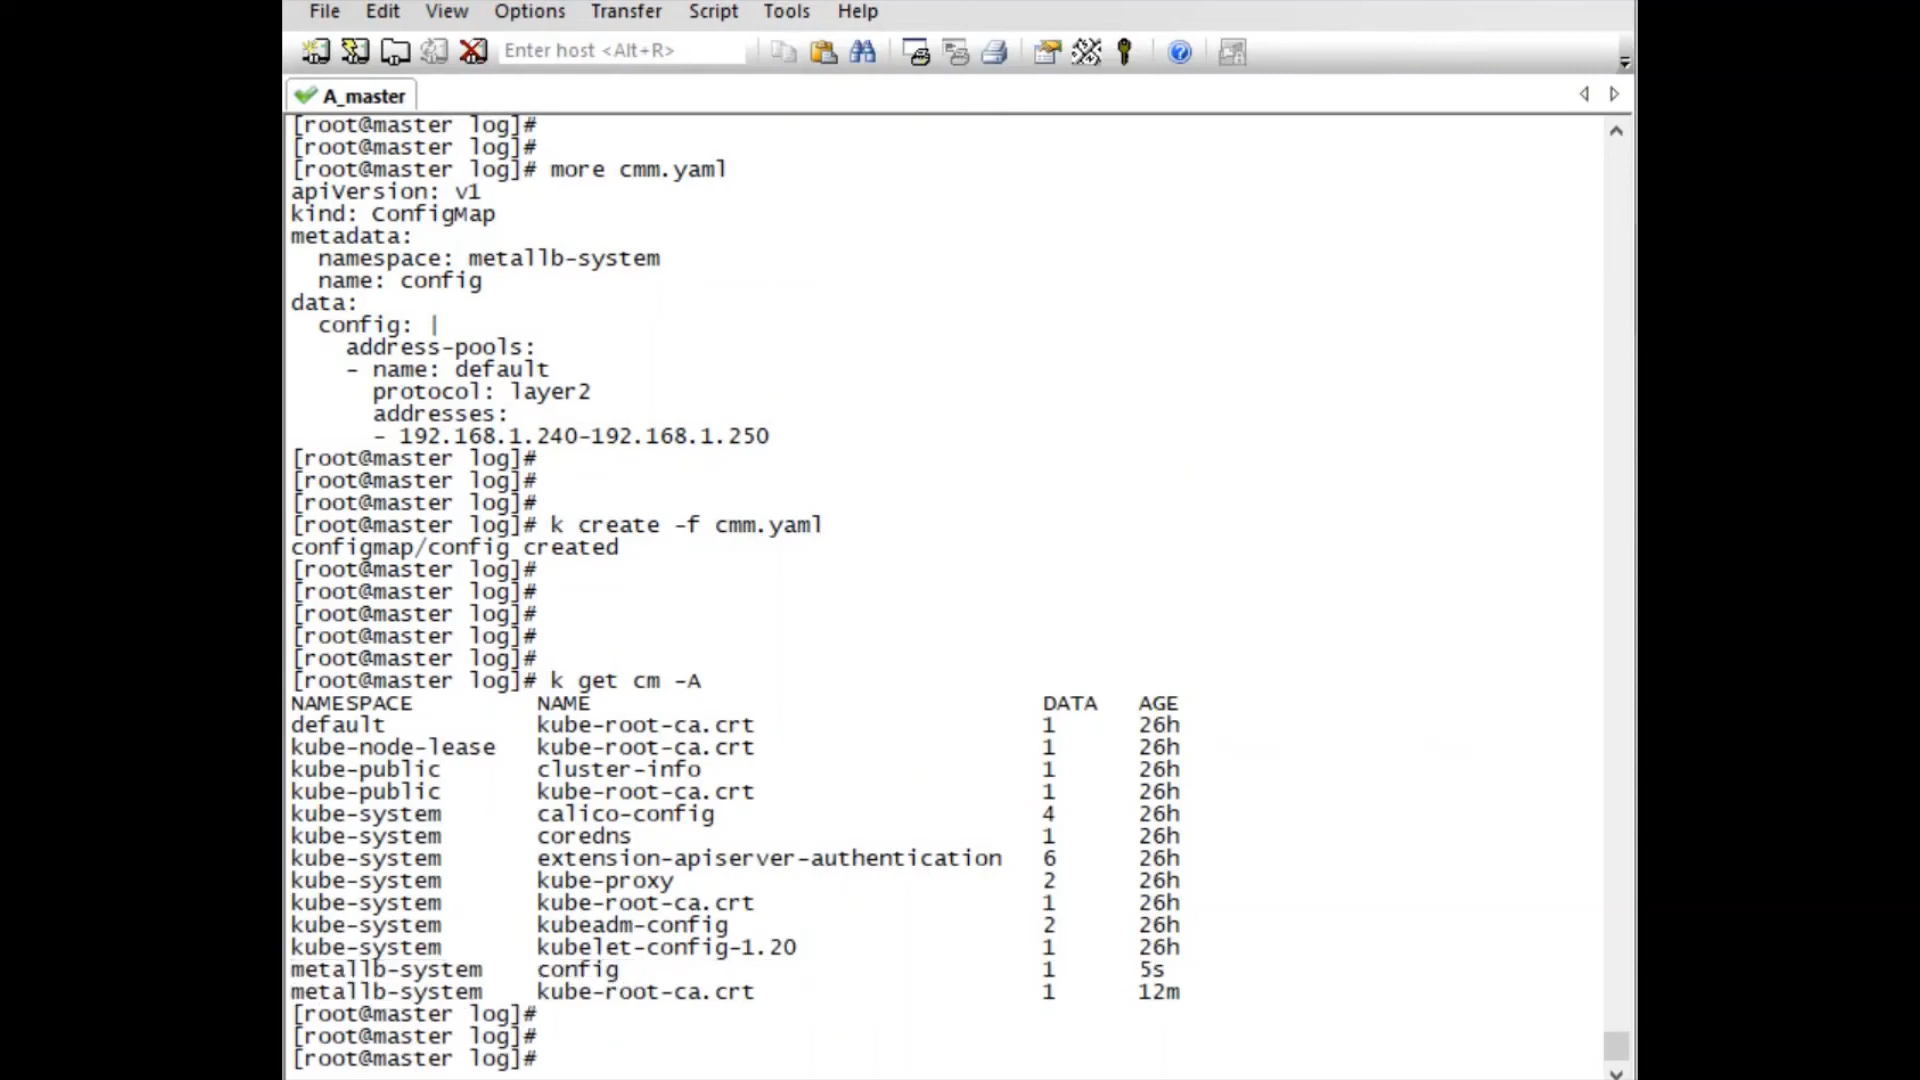 File Edit View Options Transfer Script Tools Help
Enter host <Alt+R>
A_master
[root@master log]#
[root@master log]#
[root@master log]# more cmm.yaml
apiVersion: v1
kind: ConfigMap
metadata:
  namespace: metallb-system
  name: config
data:
  config: |
    address-pools:
    - name: default
      protocol: layer2
      addresses:
      - 192.168.1.240-192.168.1.250
[root@master log]#
[root@master log]#
[root@master log]#
[root@master log]# k create -f cmm.yaml
configmap/config created
[root@master log]#
[root@master log]#
[root@master log]#
[root@master log]#
[root@master log]#
[root@master log]# k get cm -A
NAMESPACE         NAME                                 DATA   AGE
default           kube-root-ca.crt                     1      26h
kube-node-lease   kube-root-ca.crt                     1      26h
kube-public       cluster-info                         1      26h
kube-public       kube-root-ca.crt                     1      26h
kube-system       calico-config                        4      26h
kube-system       coredns                              1      26h
kube-system       extension-apiserver-authentication   6      26h
kube-system       kube-proxy                           2      26h
kube-system       kube-root-ca.crt                     1      26h
kube-system       kubeadm-config                       2      26h
kube-system       kubelet-config-1.20                  1      26h
metallb-system    config                               1      5s
metallb-system    kube-root-ca.crt                     1      12m
[root@master log]#
[root@master log]#
[root@master log]#